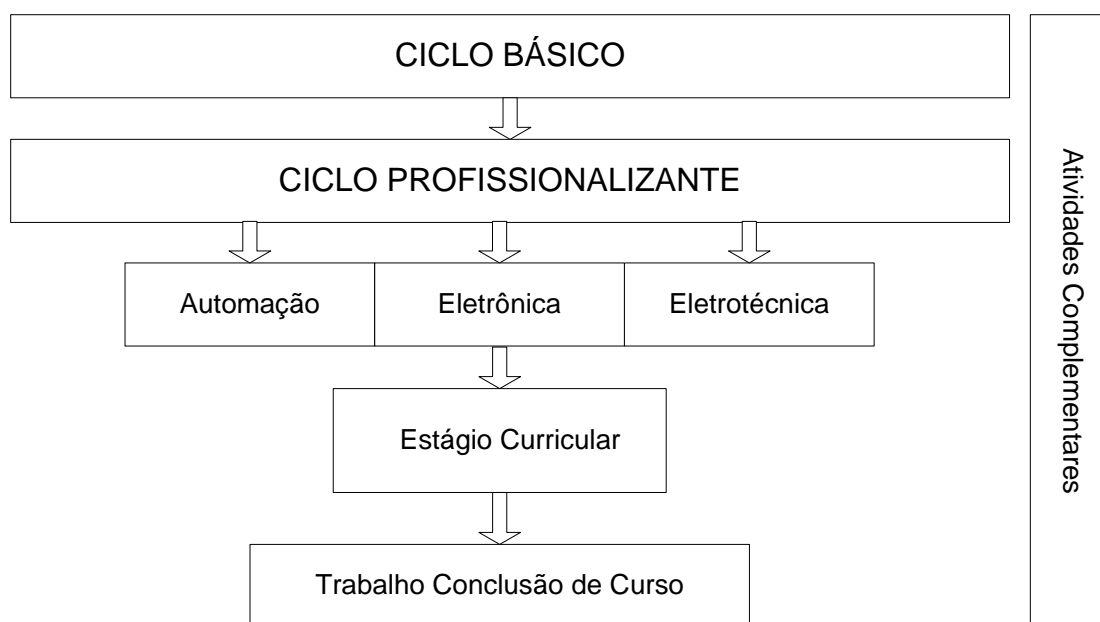 CICLO BÁSICO
CICLO PROFISSIONALIZANTE
Automação
Eletrônica
Eletrotécnica
Estágio Curricular
Trabalho Conclusão de Curso
Atividades Complementares